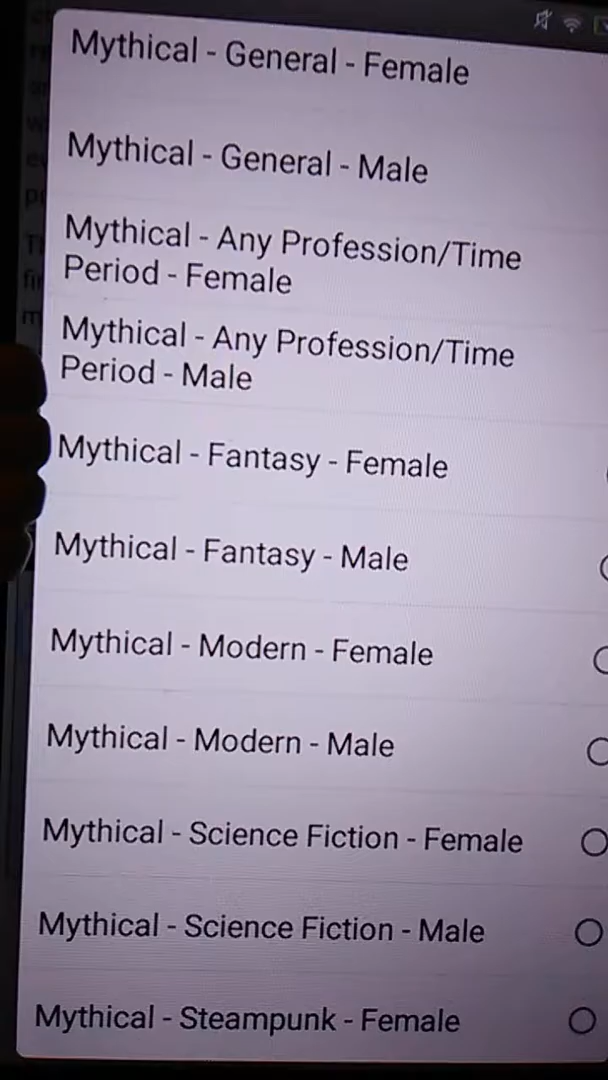 Mythical - General - Female
Mythical - General - Male
Mythical - Any Profession/Time
Period - Female
Mythical - Any Profession/Time
Period - Male
Mythical - Fantasy - Female
Mythical - Fantasy - Male
Mythical - Modern - Female
Mythical - Modern - Male
Mythical - Science Fiction - Female
Mythical - Science Fiction - Male
Mythical - Steampunk - Female